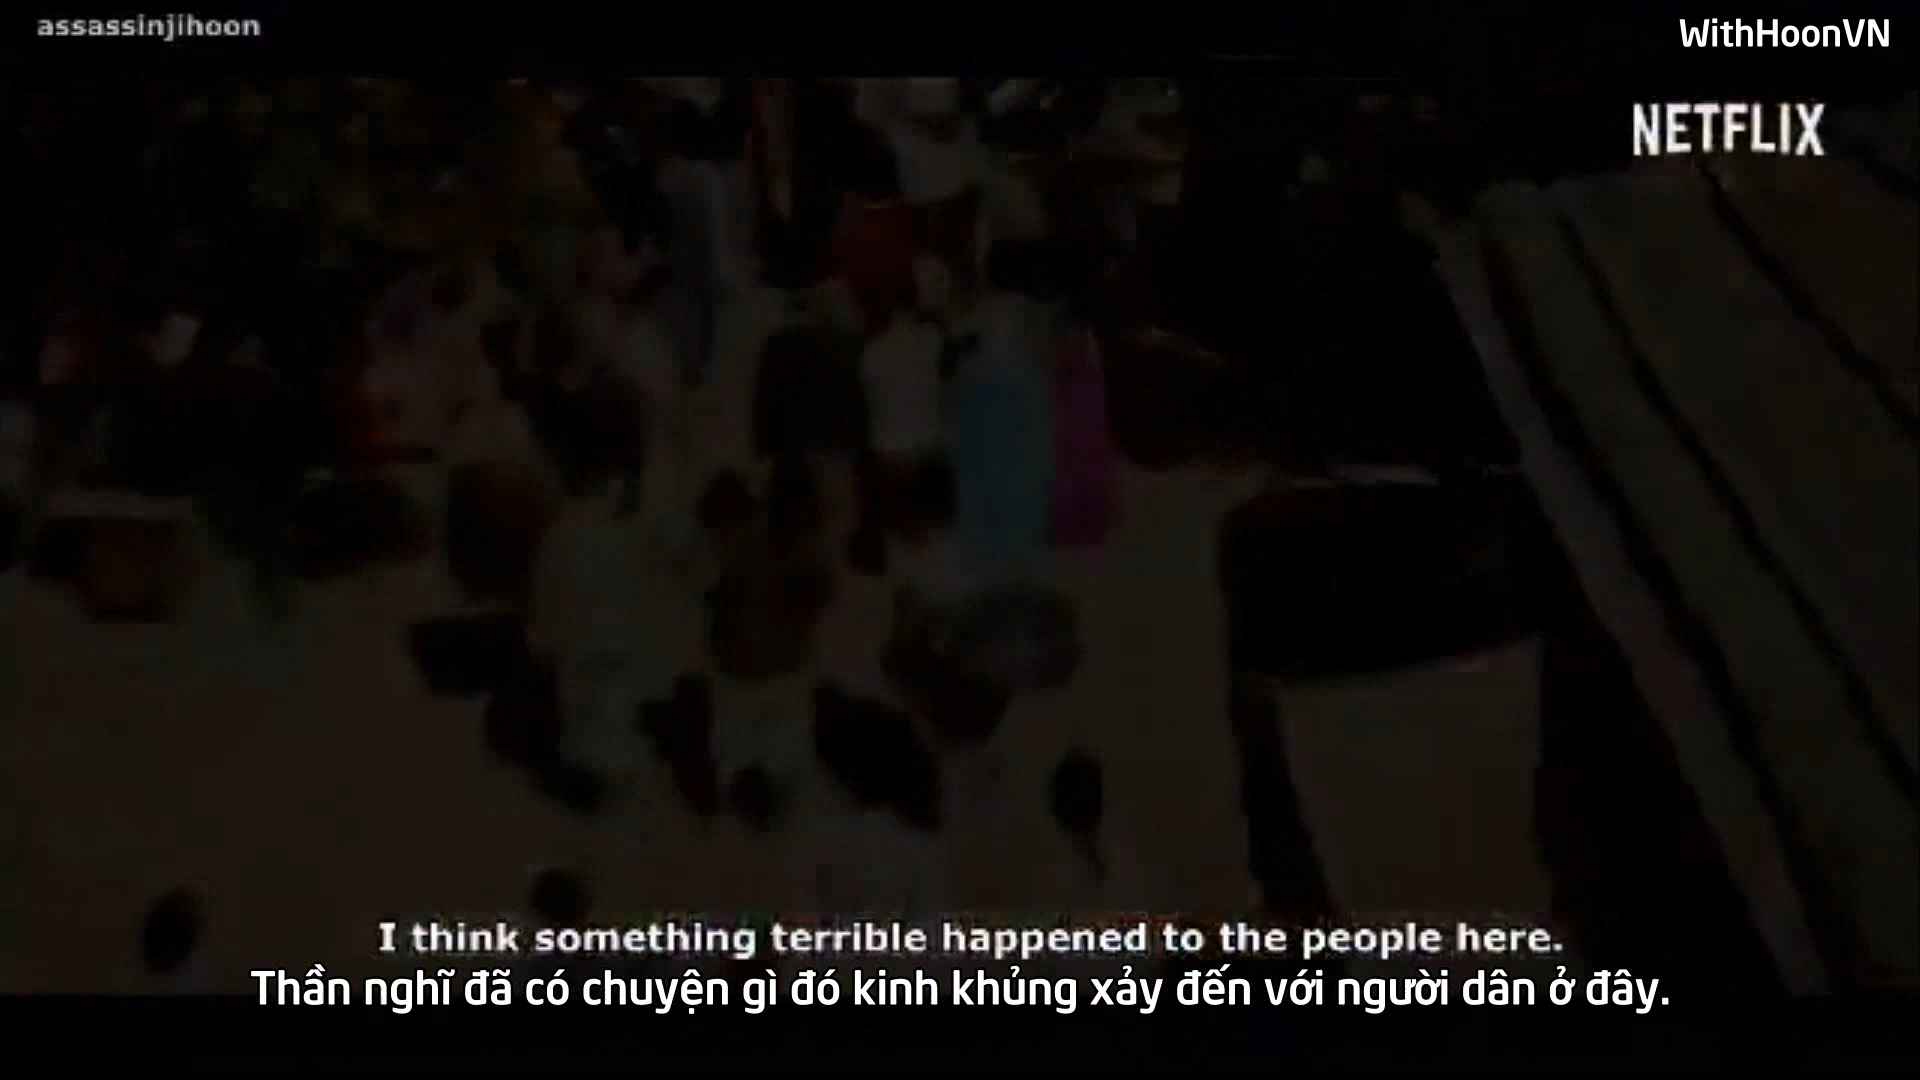 assassinjihoon
WithHoonVN
NETFLIX
I think something terrible happened to the people here.
Thần nghĩ đã có chuyện gì đó kinh khủng xảy đến với người dân ở đây.